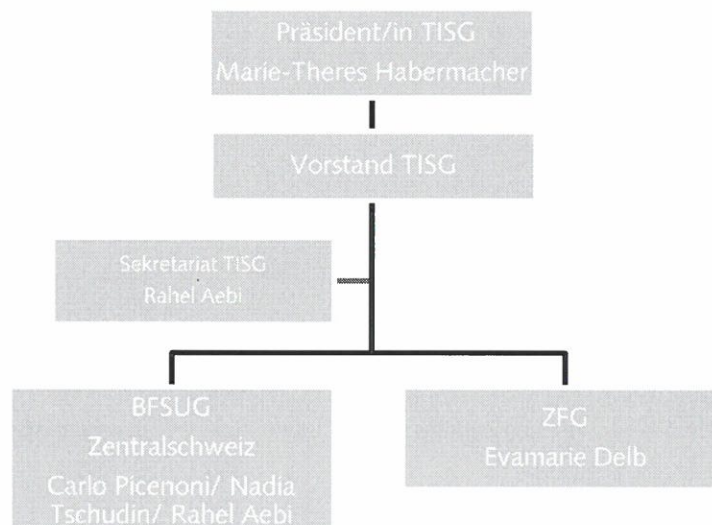 Präsident/in TISG
Marie-Theres Habermacher
Vorstand TISG
Sekretariat TISG
Rahel Aebi
BFSUG
Zentralschweiz
Carlo Picenoni/ Nadia
Tschudin/ Rahel Aebi
ZFG
Evamarie Delb